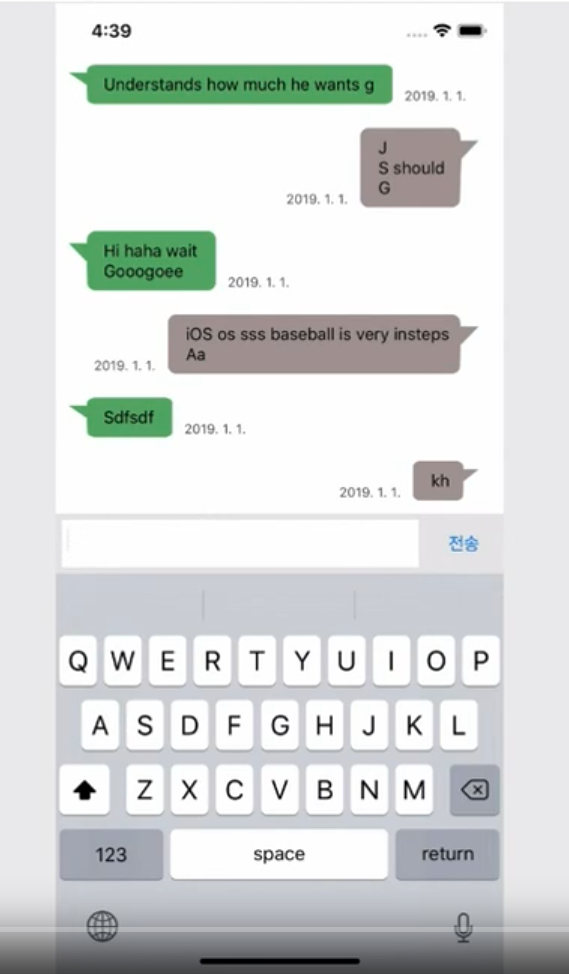 4:39
Understands how much he wants g
2019. 1. 1.
J
S should
G
2019. 1. 1.
Hi haha wait
Gooogoee
2019. 1. 1.
iOS os sss baseball is very insteps
Aa
2019. 1. 1.
Sdfsdf
2019. 1. 1.
kh
2019. 1. 1.
전송
Q W E R T Y U I O P
A S D F G H J K L
Z X C V B N M
123 space return